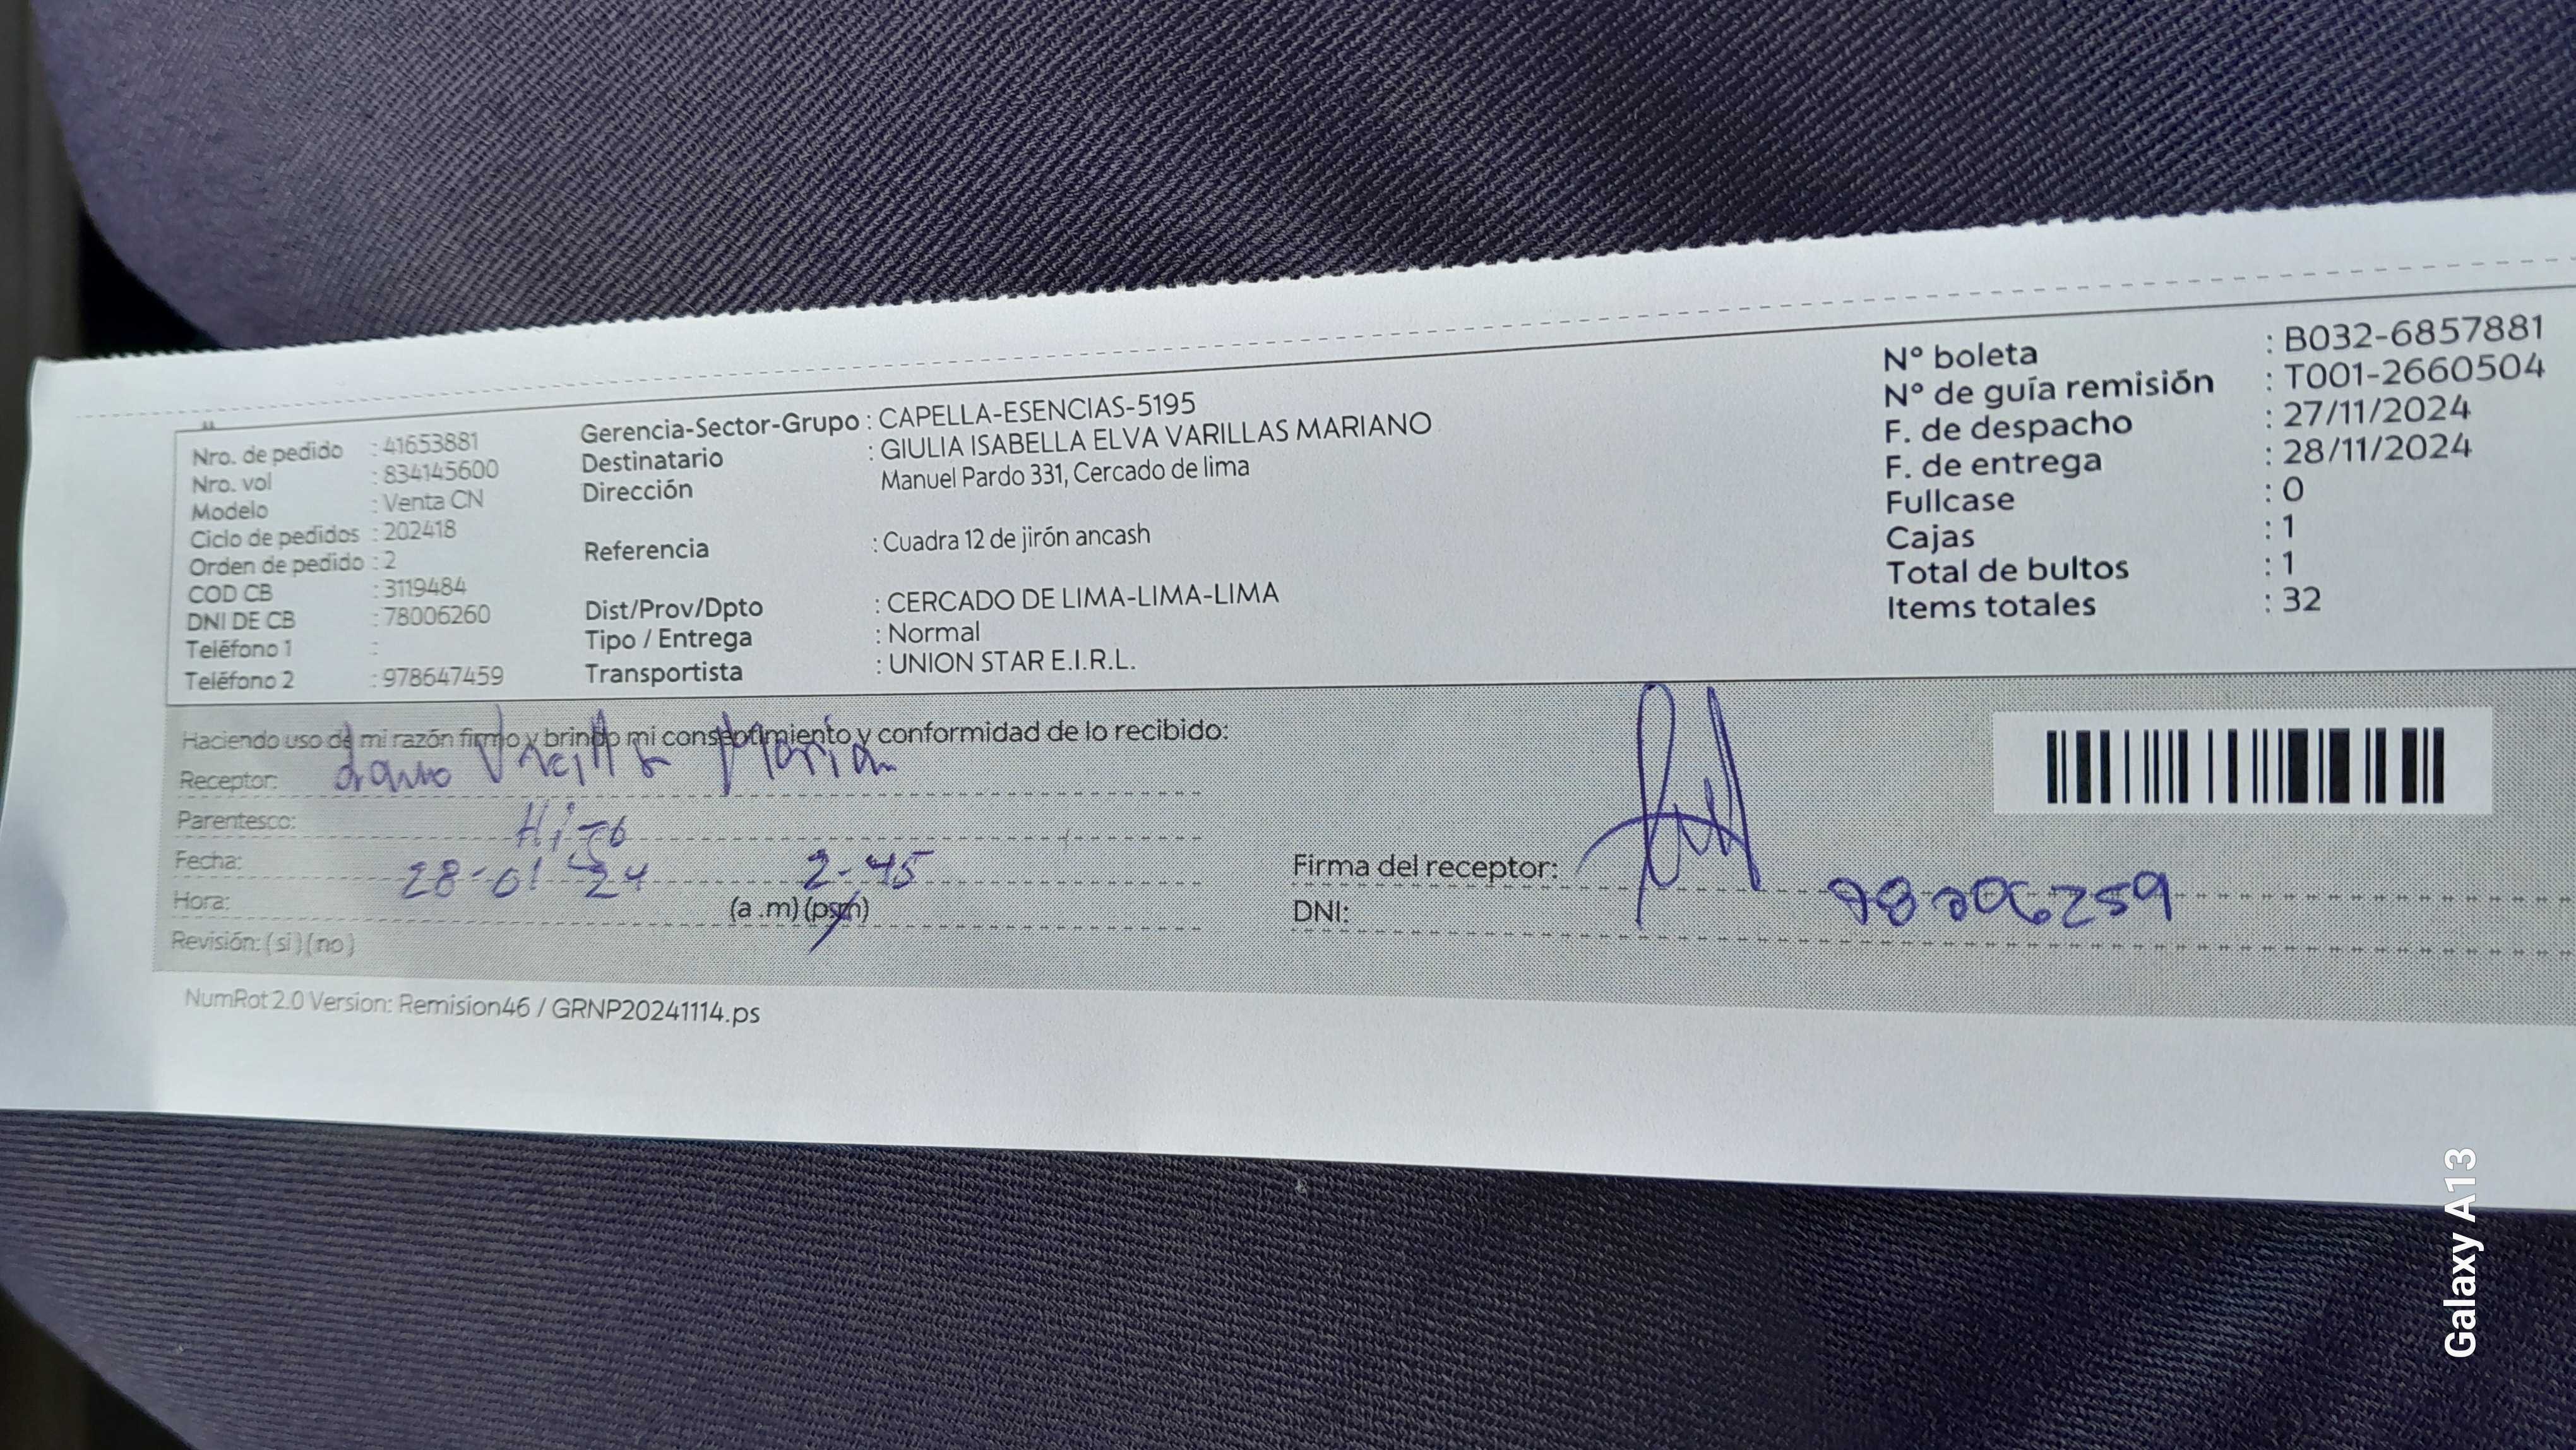 Nro. de pedido : 41653881
Nro. vol : 834145600
Modelo : Venta CN
Ciclo de pedidos : 202418
Orden de pedido : 2
COD CB : 3119484
DNI DE CB : 78006260
Teléfono 1 :
Teléfono 2 : 978647459
Gerencia-Sector-Grupo : CAPELLA-ESENCIAS-5195
Destinatario : GIULIA ISABELLA ELVA VARILLAS MARIANO
Dirección Manuel Pardo 331, Cercado de lima
Referencia : Cuadra 12 de jirón ancash
Dist/Prov/Dpto : CERCADO DE LIMA-LIMA-LIMA
Tipo / Entrega : Normal
Transportista : UNION STAR E.I.R.L.
N° boleta : B032-6857881
N° de guía remisión : T001-2660504
F. de despacho : 27/11/2024
F. de entrega : 28/11/2024
Fullcase : 0
Cajas : 1
Total de bultos : 1
Items totales : 32
Haciendo uso de mi razón firmo y brindo mi consentimiento y conformidad de lo recibido:
Receptor:
Parentesco: Hijo
Fecha: 28-01-24 2-45
Hora: (a.m) (p.m)
Revisión: (si) (no)
Firma del receptor:
DNI:
NumRot 2.0 Version: Remision46 / GRNP20241114.ps
Galaxy A13